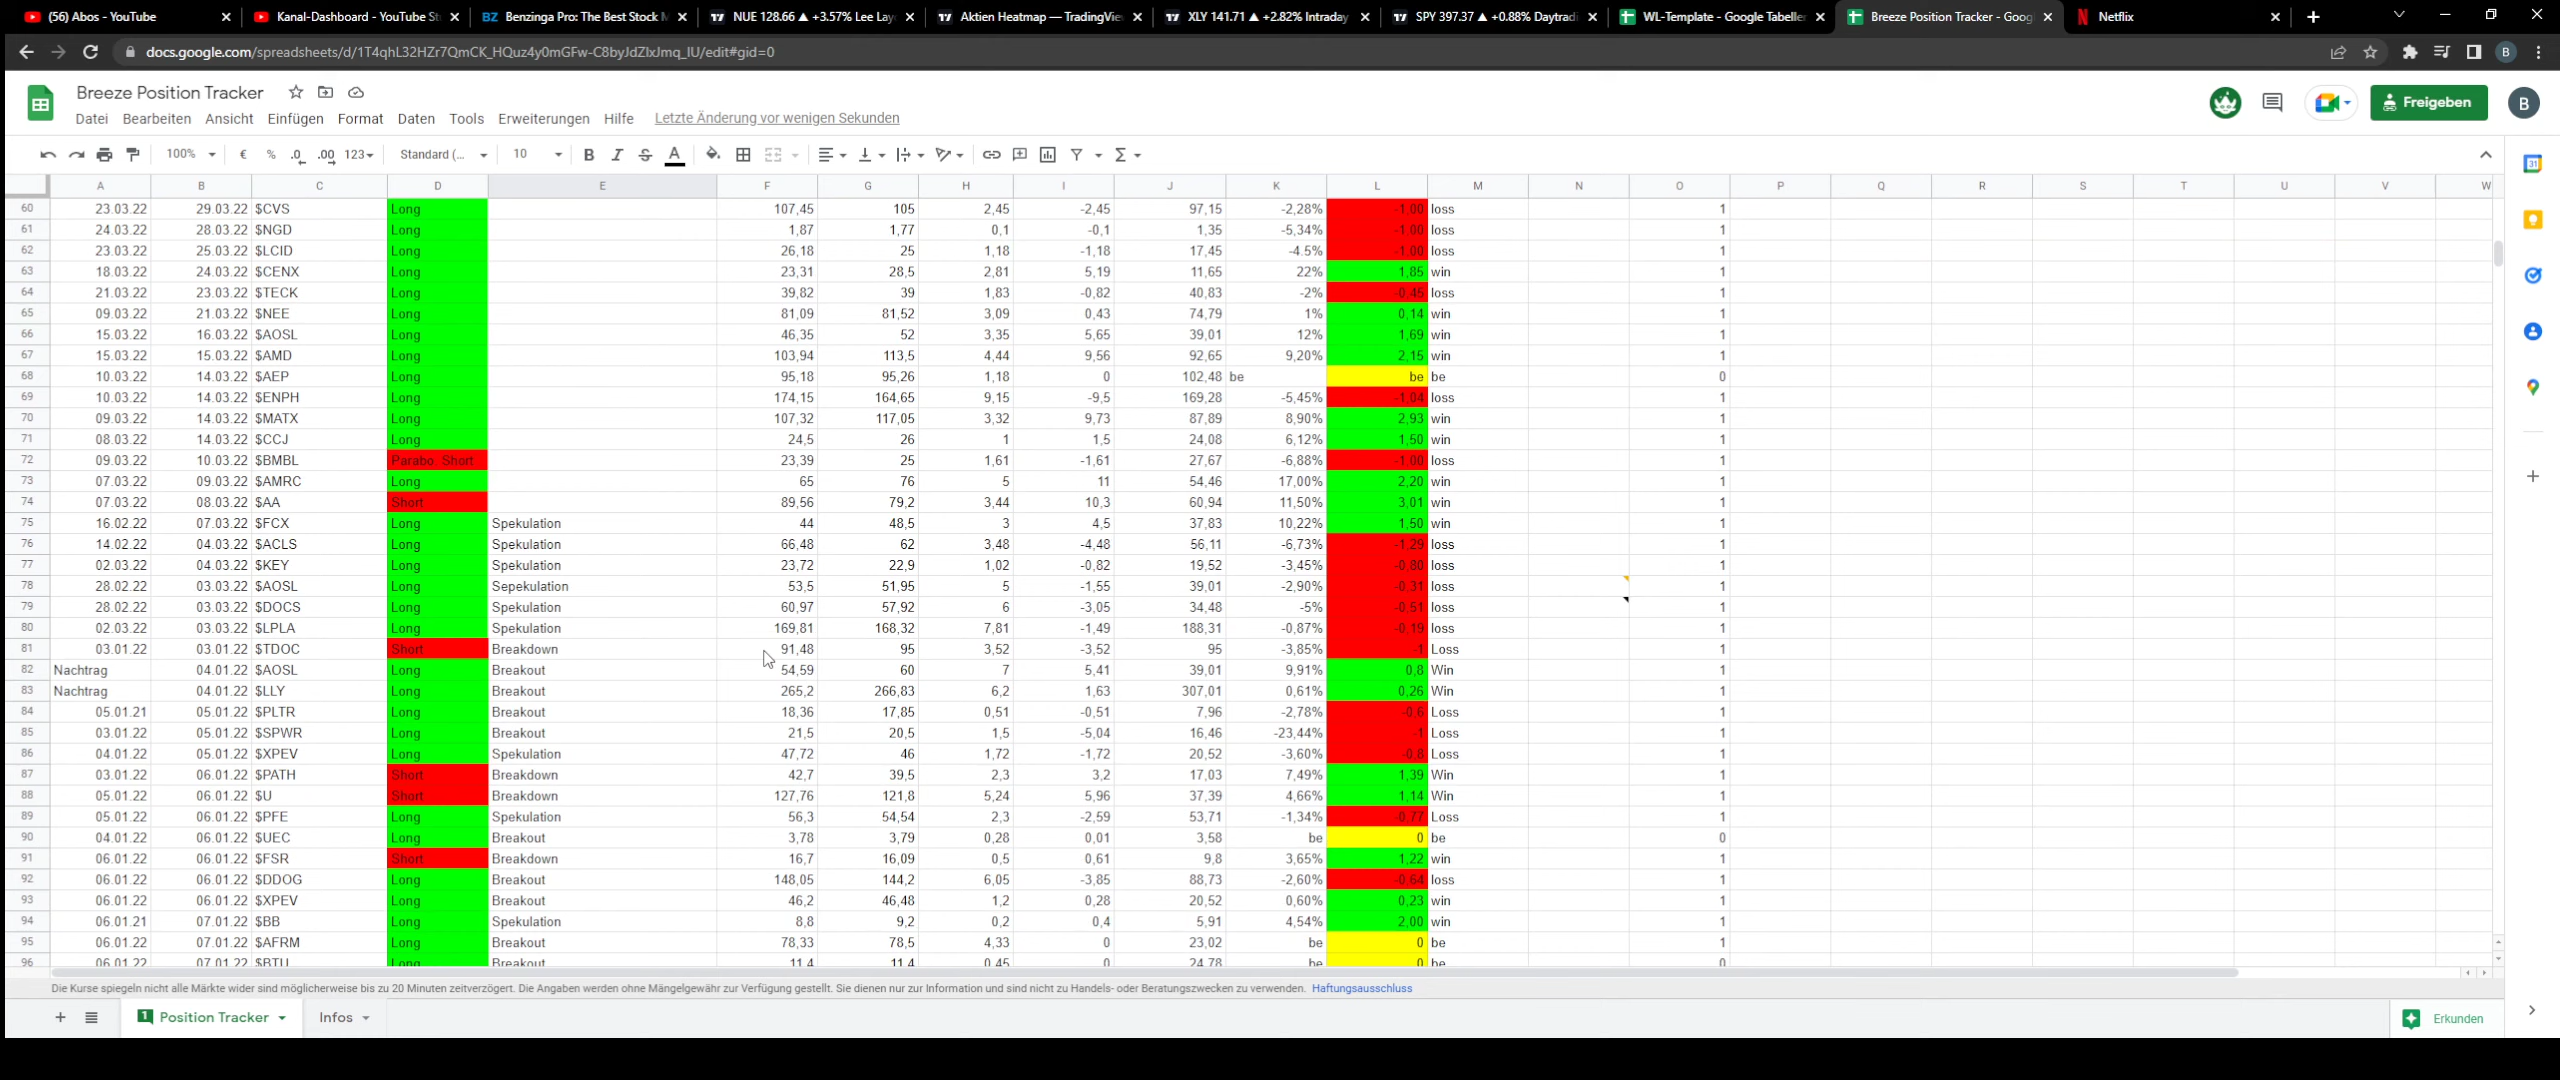 (56) Abos - YouTube
Kanal-Dashboard - YouTube St
Benzinga Pro: The Best Stock M
NUE 128.66 ▲ +3.57% Lee Lay
Aktien Heatmap — TradingVie
XLY 141.71 ▲ +2.82% Intraday
SPY 397.37 ▲ +0.88% Daytradi
WL-Template - Google Tabeller
Breeze Position Tracker - Goog
Netflix
docs.google.com/spreadsheets/d/1T4qhL32HZr7QmCK_HQuz4y0mGFw-C8byJdZIxJmq_IU/edit#gid=0
Breeze Position Tracker
Datei Bearbeiten Ansicht Einfügen Format Daten Tools Erweiterungen Hilfe Letzte Änderung vor wenigen Sekunden
Freigeben
B
100% € % .0 .00 123 Standard (... 10 B I S A
A B C D E F G H I J K L M N O P Q R S T U V W
60 23.03.22 29.03.22 $CVS Long 107,45 105 2,45 -2,45 97,15 -2,28% -1,00 loss 1
61 24.03.22 28.03.22 $NGD Long 1,87 1,77 0,1 -0,1 1,35 -5,34% -1,00 loss 1
62 23.03.22 25.03.22 $LCID Long 26,18 25 1,18 -1,18 17,45 -4.5% -1,00 loss 1
63 18.03.22 24.03.22 $CENX Long 23,31 28,5 2,81 5,19 11,65 22% 1,85 win 1
64 21.03.22 23.03.22 $TECK Long 39,82 39 1,83 -0,82 40,83 -2% -0,45 loss 1
65 09.03.22 21.03.22 $NEE Long 81,09 81,52 3,09 0,43 74,79 1% 0,14 win 1
66 15.03.22 16.03.22 $AOSL Long 46,35 52 3,35 5,65 39,01 12% 1,69 win 1
67 15.03.22 15.03.22 $AMD Long 103,94 113,5 4,44 9,56 92,65 9,20% 2,15 win 1
68 10.03.22 14.03.22 $AEP Long 95,18 95,26 1,18 0 102,48 be be be 0
69 10.03.22 14.03.22 $ENPH Long 174,15 164,65 9,15 -9,5 169,28 -5,45% -1,04 loss 1
70 09.03.22 14.03.22 $MATX Long 107,32 117,05 3,32 9,73 87,89 8,90% 2,93 win 1
71 08.03.22 14.03.22 $CCJ Long 24,5 26 1 1,5 24,08 6,12% 1,50 win 1
72 09.03.22 10.03.22 $BMBL Parabo. Short 23,39 25 1,61 -1,61 27,67 -6,88% -1,00 loss 1
73 07.03.22 09.03.22 $AMRC Long 65 76 5 11 54,46 17,00% 2,20 win 1
74 07.03.22 08.03.22 $AA Short 89,56 79,2 3,44 10,3 60,94 11,50% 3,01 win 1
75 16.02.22 07.03.22 $FCX Long Spekulation 44 48,5 3 4,5 37,83 10,22% 1,50 win 1
76 14.02.22 04.03.22 $ACLS Long Spekulation 66,48 62 3,48 -4,48 56,11 -6,73% -1,29 loss 1
77 02.03.22 04.03.22 $KEY Long Spekulation 23,72 22,9 1,02 -0,82 19,52 -3,45% -0,80 loss 1
78 28.02.22 03.03.22 $AOSL Long Sepekulation 53,5 51,95 5 -1,55 39,01 -2,90% -0,31 loss 1
79 28.02.22 03.03.22 $DOCS Long Spekulation 60,97 57,92 6 -3,05 34,48 -5% -0,51 loss 1
80 02.03.22 03.03.22 $LPLA Long Spekulation 169,81 168,32 7,81 -1,49 188,31 -0,87% -0,19 loss 1
81 03.01.22 03.01.22 $TDOC Short Breakdown 91,48 95 3,52 -3,52 95 -3,85% -1 Loss 1
82 Nachtrag 04.01.22 $AOSL Long Breakout 54,59 60 7 5,41 39,01 9,91% 0,8 Win 1
83 Nachtrag 04.01.22 $LLY Long Breakout 265,2 266,83 6,2 1,63 307,01 0,61% 0,26 Win 1
84 05.01.21 05.01.22 $PLTR Long Breakout 18,36 17,85 0,51 -0,51 7,96 -2,78% -0,6 Loss 1
85 03.01.22 05.01.22 $SPWR Long Breakout 21,5 20,5 1,5 -5,04 16,46 -23,44% -1 Loss 1
86 04.01.22 05.01.22 $XPEV Long Spekulation 47,72 46 1,72 -1,72 20,52 -3,60% -0,8 Loss 1
87 03.01.22 06.01.22 $PATH Short Breakdown 42,7 39,5 2,3 3,2 17,03 7,49% 1,39 Win 1
88 05.01.22 06.01.22 $U Short Breakdown 127,76 121,8 5,24 5,96 37,39 4,66% 1,14 Win 1
89 05.01.22 06.01.22 $PFE Long Spekulation 56,3 54,54 2,3 -2,59 53,71 -1,34% -0,77 Loss 1
90 04.01.22 06.01.22 $UEC Long Breakout 3,78 3,79 0,28 0,01 3,58 be 0 be 0
91 06.01.22 06.01.22 $FSR Short Breakdown 16,7 16,09 0,5 0,61 9,8 3,65% 1,22 win 1
92 06.01.22 06.01.22 $DDOG Long Breakout 148,05 144,2 6,05 -3,85 88,73 -2,60% -0,64 loss 1
93 06.01.22 06.01.22 $XPEV Long Breakout 46,2 46,48 1,2 0,28 20,52 0,60% 0,23 win 1
94 06.01.21 07.01.22 $BB Long Spekulation 8,8 9,2 0,2 0,4 5,91 4,54% 2,00 win 1
95 06.01.22 07.01.22 $AFRM Long Breakout 78,33 78,5 4,33 0 23,02 be 0 be 1
96 06.01.22 07.01.22 $BTU Long Breakout 11,4 11,4 0,45 0 24,78 be 0 be 0
Die Kurse spiegeln nicht alle Märkte wider sind möglicherweise bis zu 20 Minuten zeitverzögert. Die Angaben werden ohne Mängelgewähr zur Verfügung gestellt. Sie dienen nur zur Information und sind nicht zu Handels- oder Beratungszwecken zu verwenden. Haftungsausschluss
1 Position Tracker Infos Erkunden